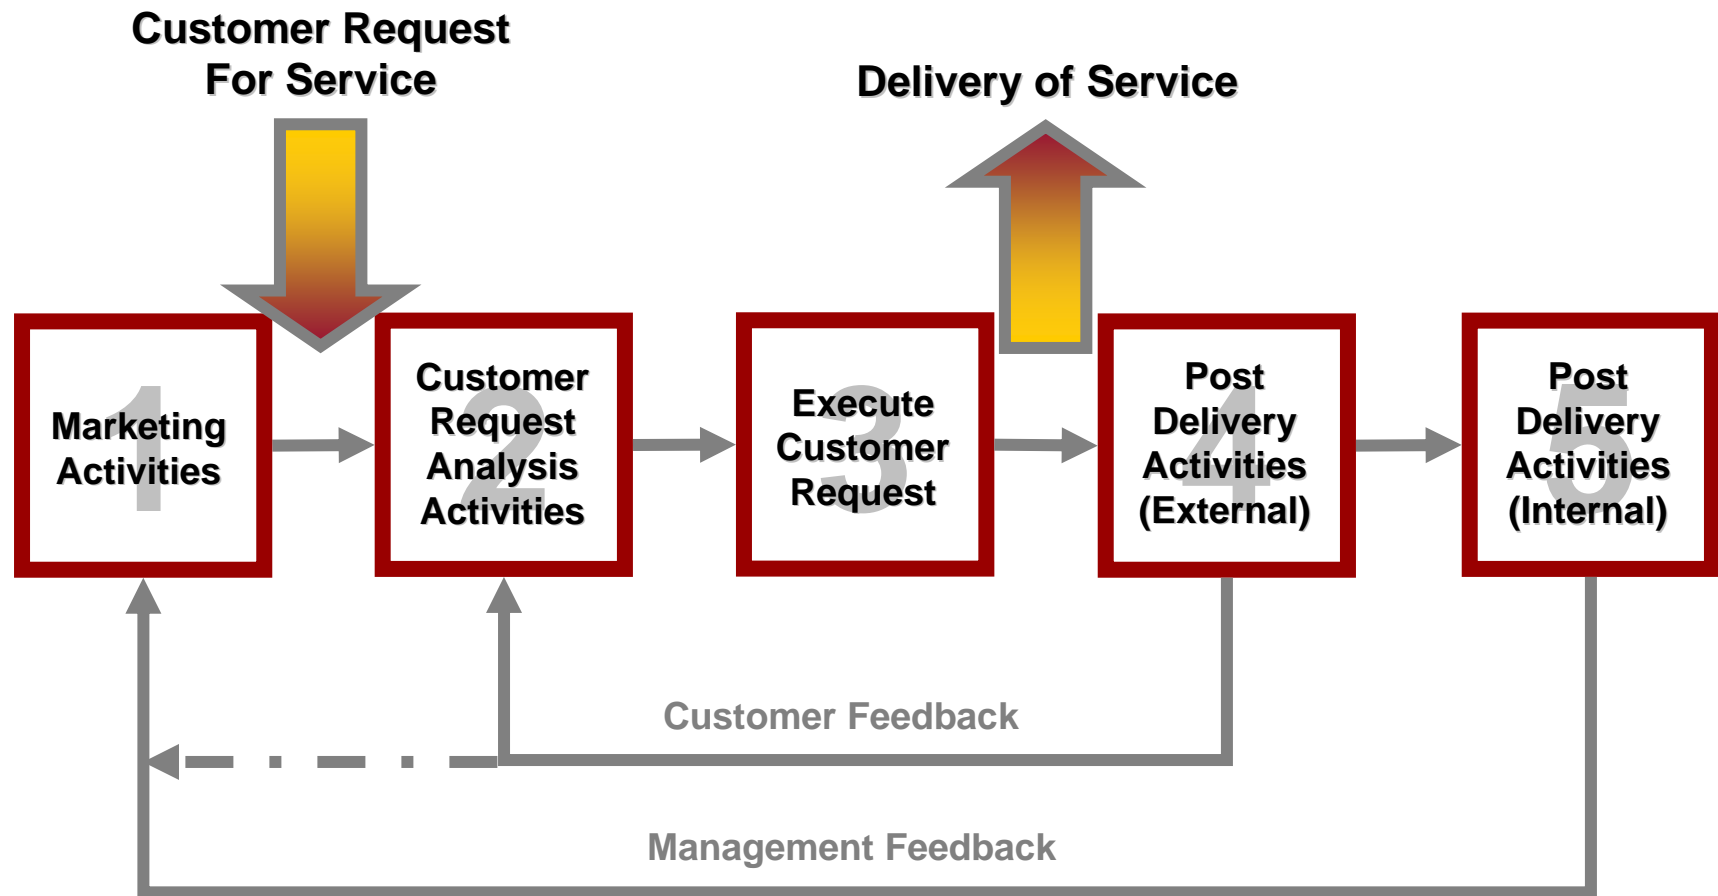 Customer Request
For Service
Delivery of Service
1
Marketing
Activities
2
Customer
Request
Analysis
Activities
3
Execute
Customer
Request
4
Post
Delivery
Activities
(External)
5
Post
Delivery
Activities
(Internal)
Customer Feedback
Management Feedback